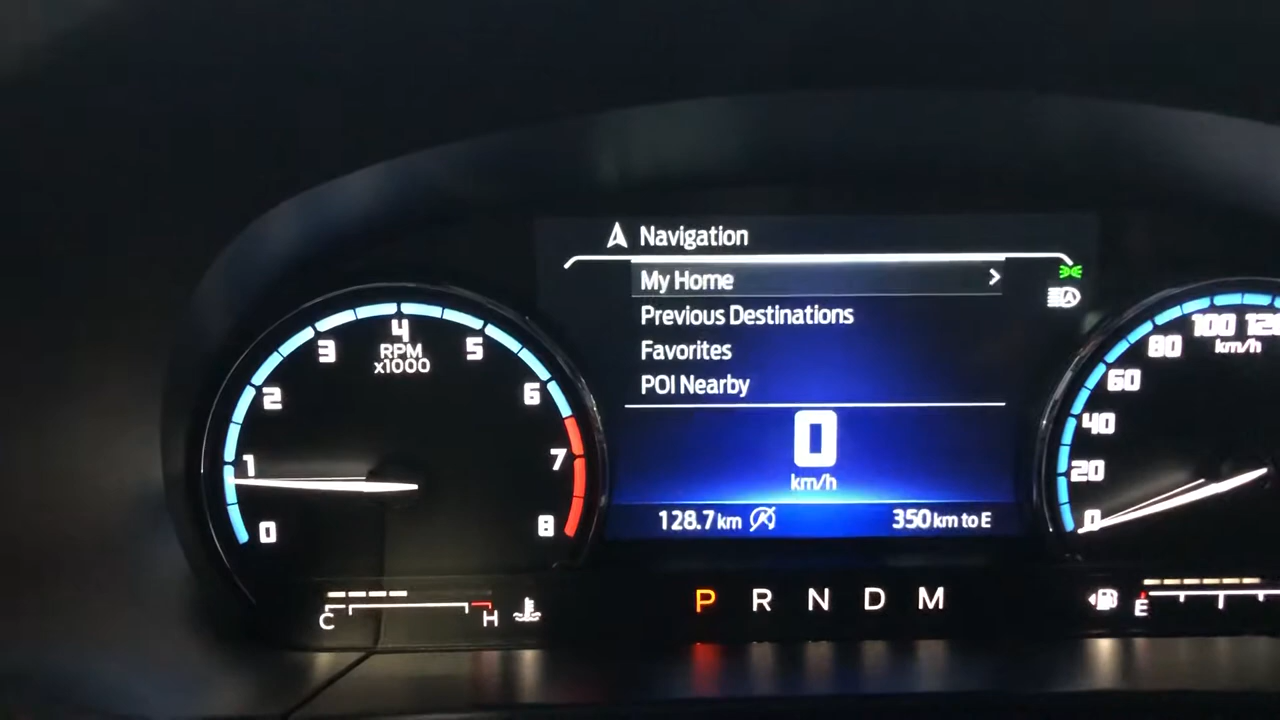 Navigation
My Home
Previous Destinations
Favorites
POI Nearby
0
km/h
128.7 km
350 km to E
0
1
2
3
4
5
6
7
8
RPM
x1000
0
20
40
60
80
100
km/h
C
H
P R N D M
E